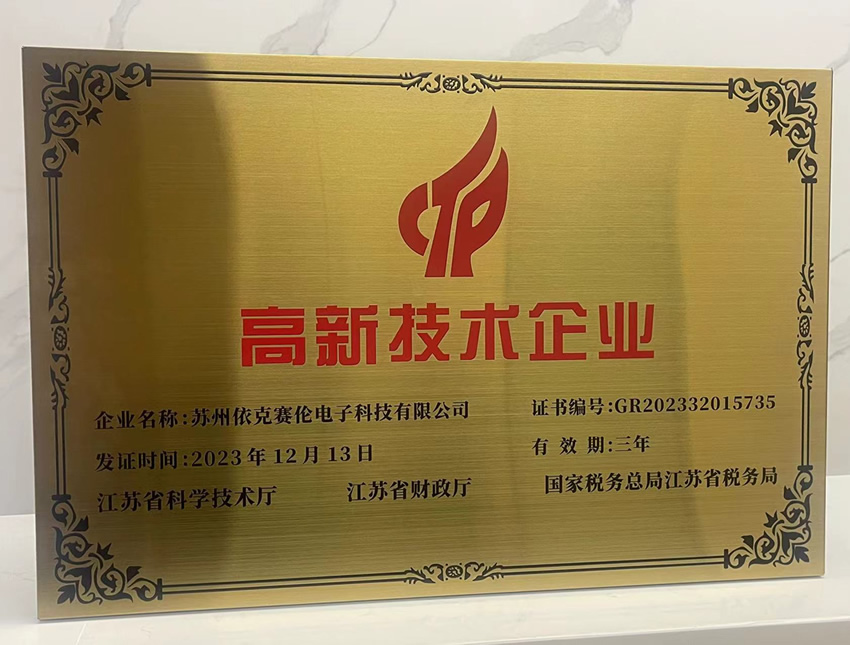 高新技术企业
企业名称:苏州依克赛伦电子科技有限公司
证书编号:GR202332015735
发证时间:2023年12月13日
有效期:三年
江苏省科学技术厅
江苏省财政厅
国家税务总局江苏省税务局